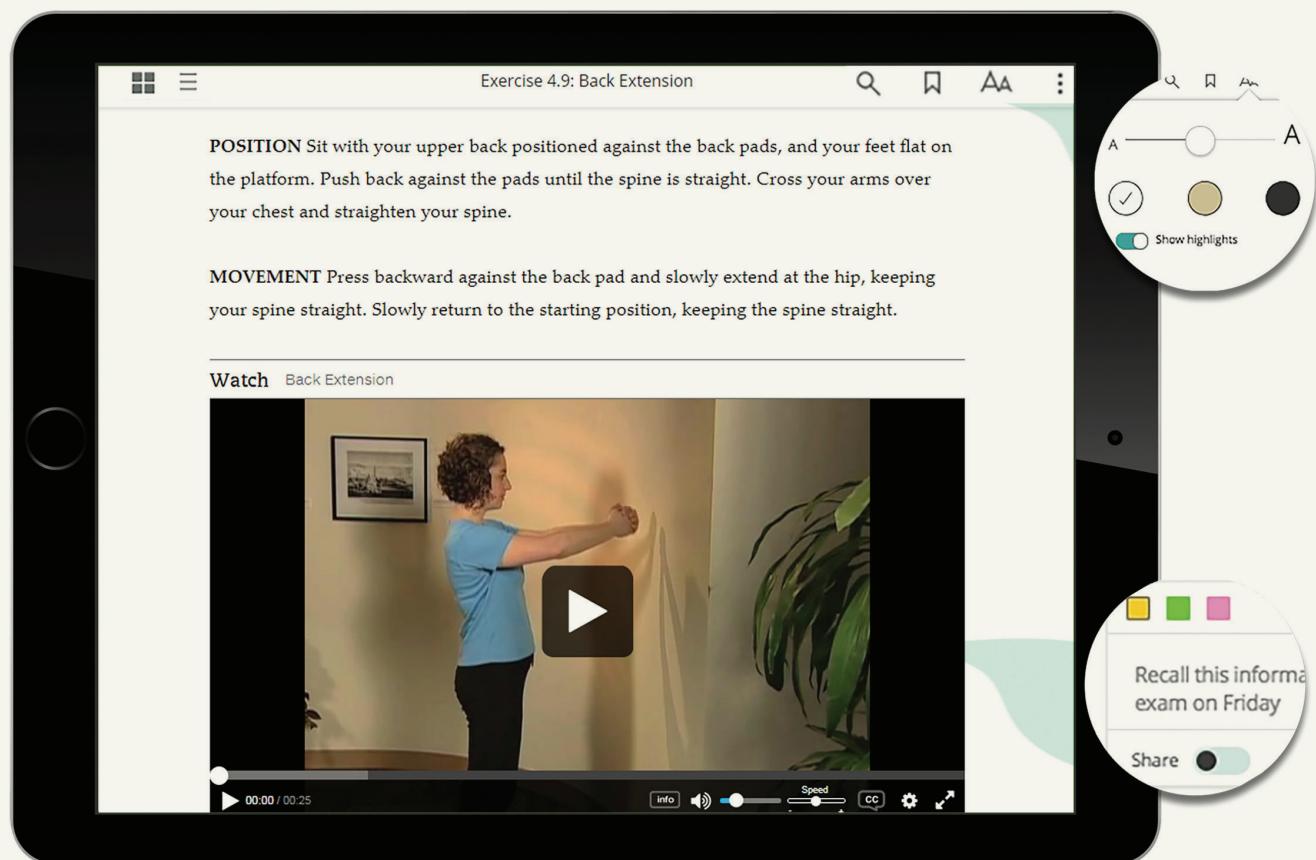 Exercise 4.9: Back Extension
AA
POSITION Sit with your upper back positioned against the back pads, and your feet flat on
the platform. Push back against the pads until the spine is straight. Cross your arms over
your chest and straighten your spine.
MOVEMENT Press backward against the back pad and slowly extend at the hip, keeping
your spine straight. Slowly return to the starting position, keeping the spine straight.
Watch Back Extension
00:00 / 00:25
info
Speed
- +
CC
AA
A A
Show highlights
Recall this informa
exam on Friday
Share